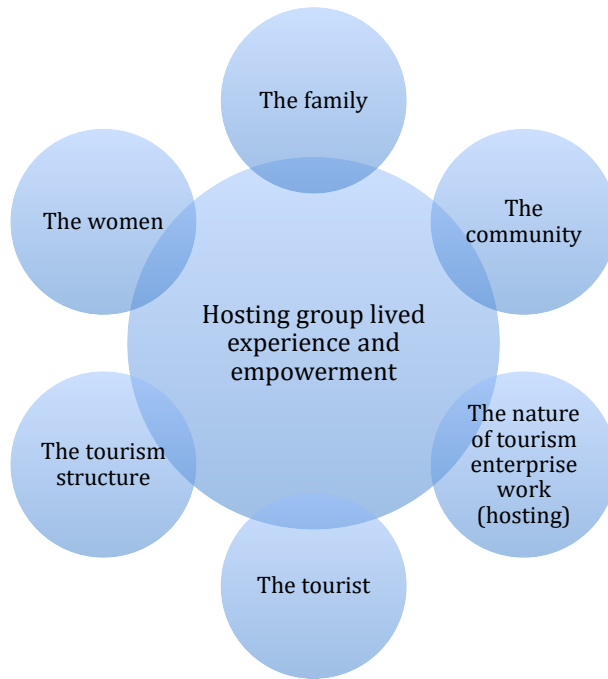 The family
The women
The
community
Hosting group lived
experience and
empowerment
The tourism
structure
The nature
of tourism
enterprise
work
(hosting)
The tourist